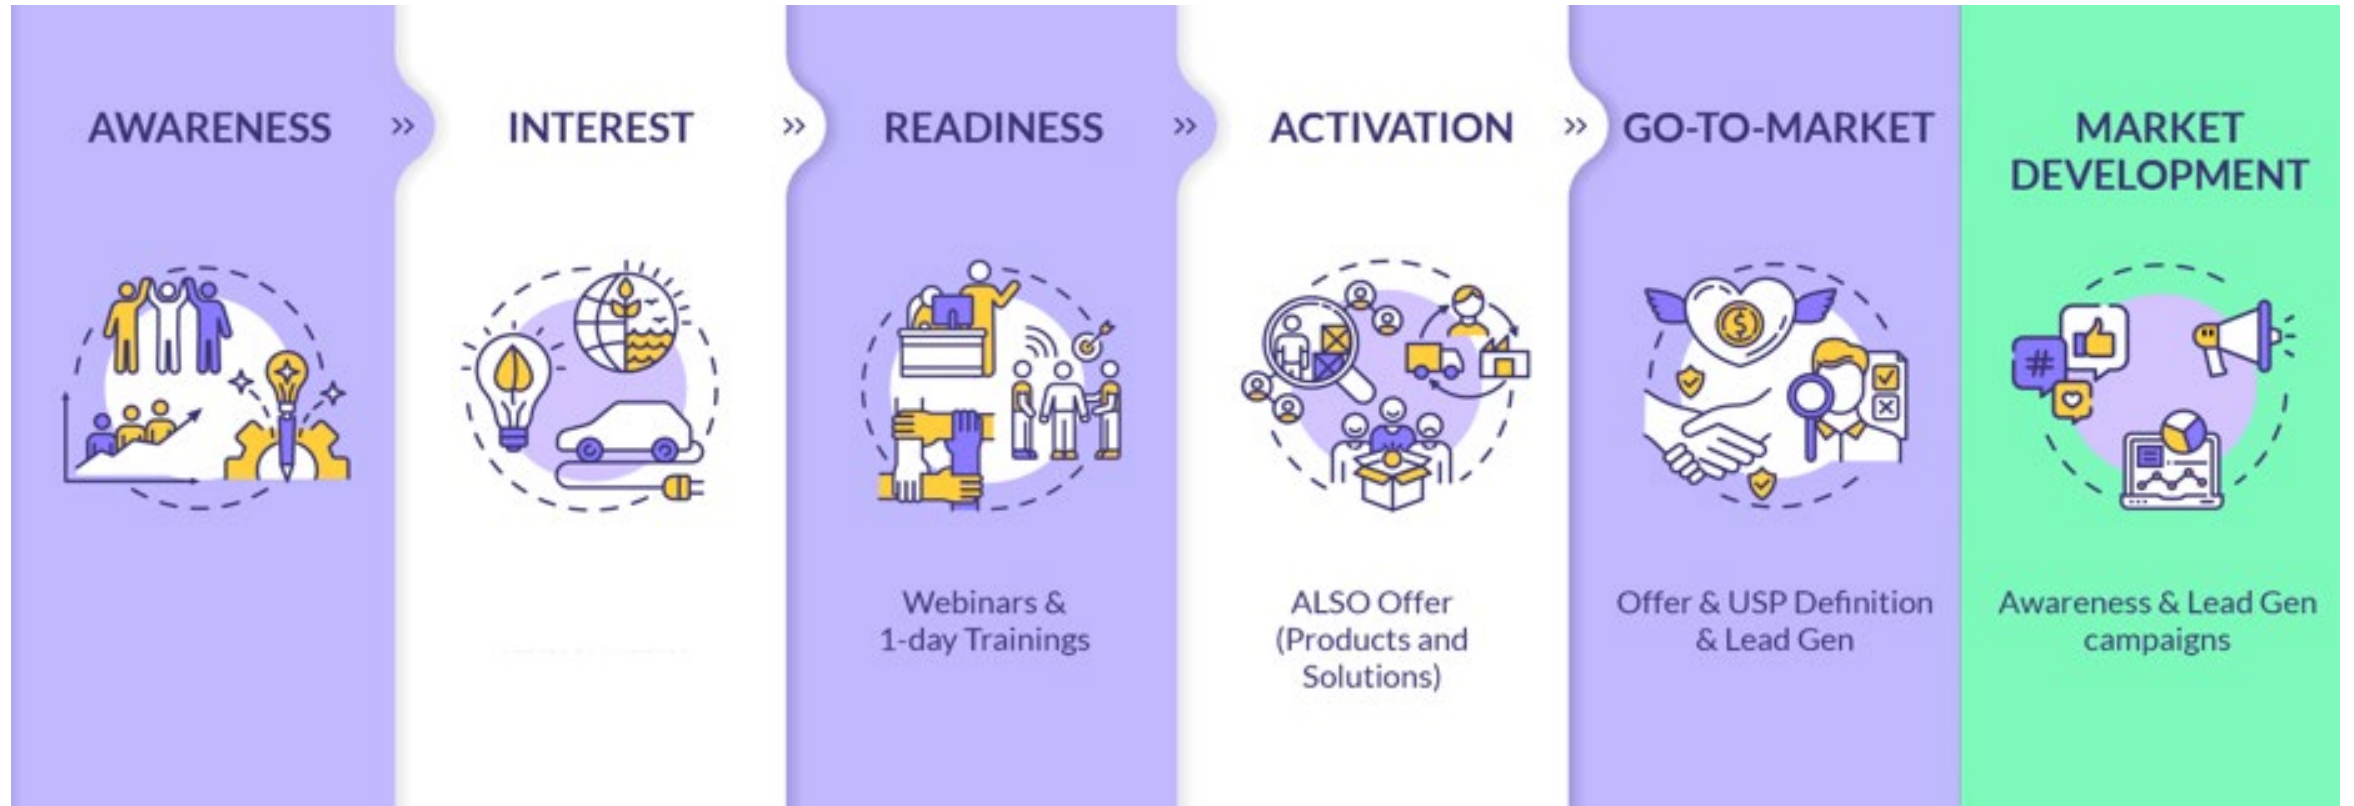 AWARENESS
»
INTEREST
»
READINESS
»
ACTIVATION
»
GO-TO-MARKET
MARKET
DEVELOPMENT
$
#
Webinars &
1-day Trainings
ALSO Offer
(Products and
Solutions)
Offer & USP Definition
& Lead Gen
Awareness & Lead Gen
campaigns